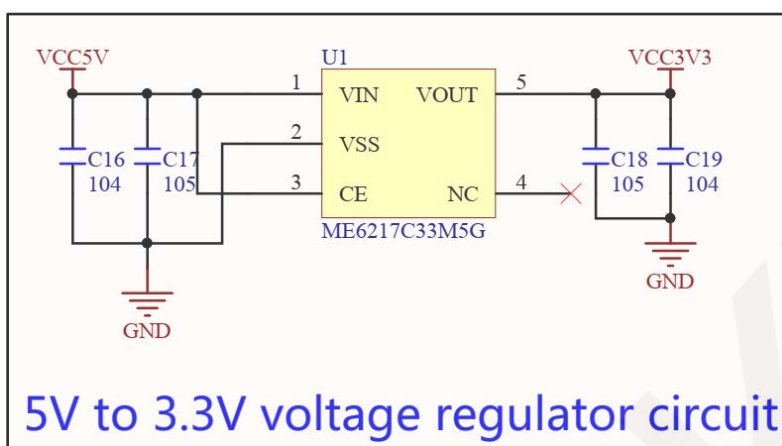 VCC5V
U1
VCC3V3
1
VIN
VOUT
5
2
VSS
C16
104
C17
105
3
CE
NC
4
C18
105
C19
104
ME6217C33M5G
GND
GND
5V to 3.3V voltage regulator circuit